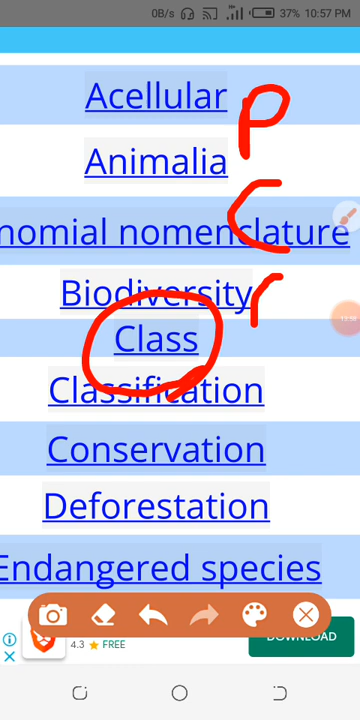 0B/s 37% 10:57 PM
Acellular
P
Animalia
C
nomial nomenclature
Biodiversity
Class
Classification
Conservation
Deforestation
Endangered species
4.3 ★ FREE
DOWNLOAD